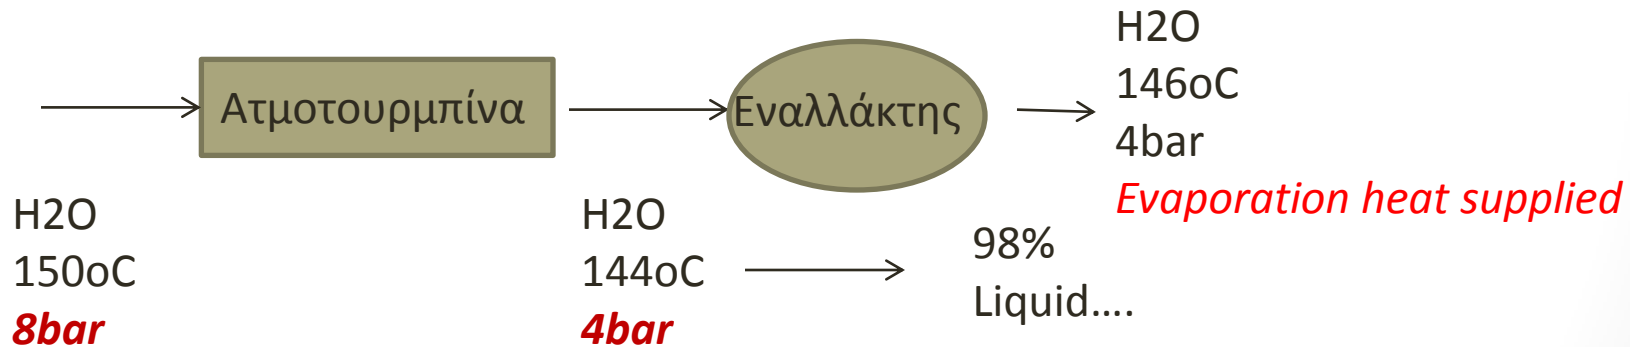 Ατμοτουρμπίνα
Εναλλάκτης
H2O
146oC
4bar
Evaporation heat supplied
H2O
150oC
8bar
H2O
144oC
4bar
98%
Liquid....